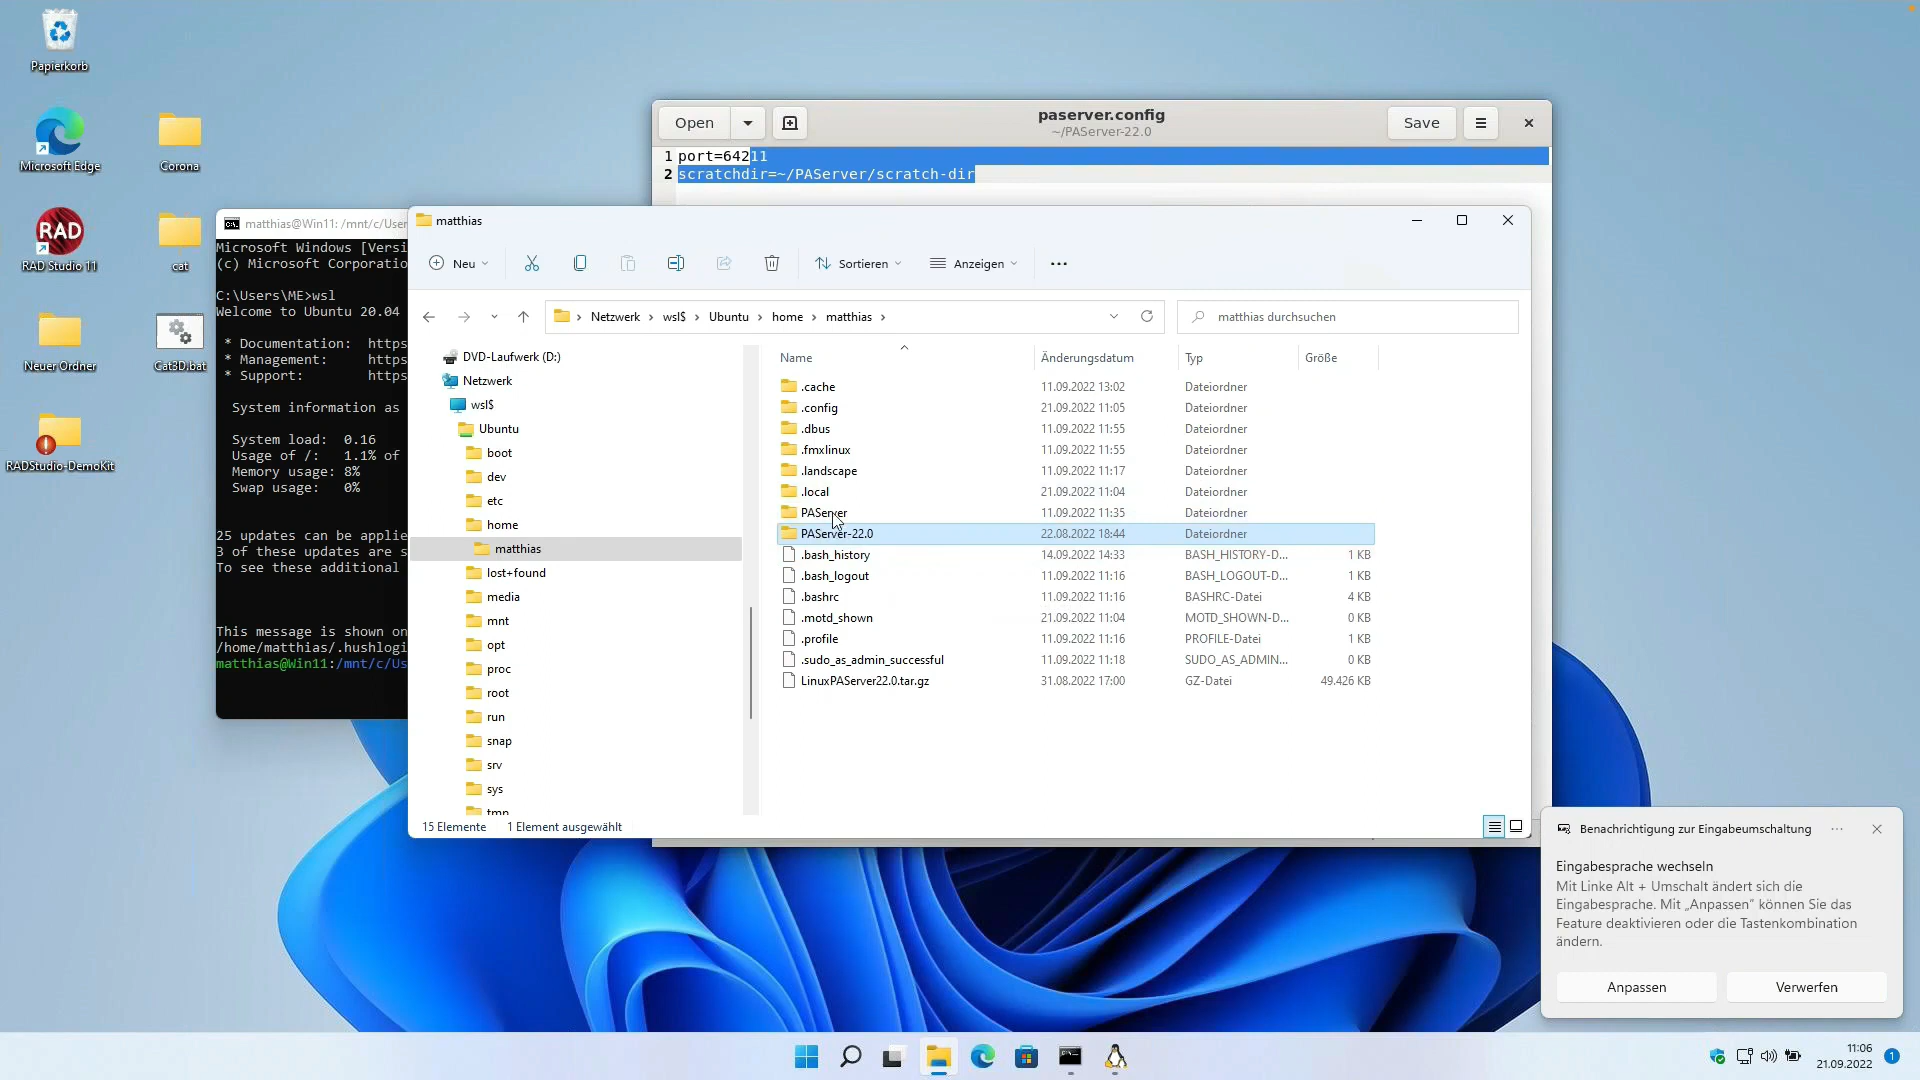 Papierkorb
Microsoft Edge
Corona
RAD
RAD Studio 11
cat
Neuer Ordner
Cat3D.bat
RADStudio-DemoKit
Open
paserver.config
~/PAServer-22.0
Save
1 port=64211
2 scratchdir=~/PAServer/scratch-dir
matthias@Win11: /mnt/c/User
Microsoft Windows [Versi
(c) Microsoft Corporatio
C:\Users\ME>wsl
Welcome to Ubuntu 20.04
* Documentation:  https
* Management:     https
* Support:        https
System information as
System load:  0.16
Usage of /:   1.1% of
Memory usage: 8%
Swap usage:   0%
25 updates can be applie
3 of these updates are s
To see these additional
This message is shown on
/home/matthias/.hushlogi
matthias@Win11:/mnt/c/Us
matthias
Neu
Sortieren
Anzeigen
Netzwerk > wsl$ > Ubuntu > home > matthias >
matthias durchsuchen
DVD-Laufwerk (D:)
Netzwerk
wsl$
Ubuntu
boot
dev
etc
home
matthias
lost+found
media
mnt
opt
proc
root
run
snap
srv
sys
tmp
Name Änderungsdatum Typ Größe
.cache 11.09.2022 13:02 Dateiordner
.config 21.09.2022 11:05 Dateiordner
.dbus 11.09.2022 11:55 Dateiordner
.fmxlinux 11.09.2022 11:55 Dateiordner
.landscape 11.09.2022 11:17 Dateiordner
.local 21.09.2022 11:04 Dateiordner
PAServer 11.09.2022 11:35 Dateiordner
PAServer-22.0 22.08.2022 18:44 Dateiordner
.bash_history 14.09.2022 14:33 BASH_HISTORY-D... 1 KB
.bash_logout 11.09.2022 11:16 BASH_LOGOUT-D... 1 KB
.bashrc 11.09.2022 11:16 BASHRC-Datei 4 KB
.motd_shown 21.09.2022 11:04 MOTD_SHOWN-D... 0 KB
.profile 11.09.2022 11:16 PROFILE-Datei 1 KB
.sudo_as_admin_successful 11.09.2022 11:18 SUDO_AS_ADMIN... 0 KB
LinuxPAServer22.0.tar.gz 31.08.2022 17:00 GZ-Datei 49.426 KB
15 Elemente 1 Element ausgewählt
Benachrichtigung zur Eingabeumschaltung
Eingabesprache wechseln
Mit Linke Alt + Umschalt ändert sich die
Eingabesprache. Mit „Anpassen“ können Sie das
Feature deaktivieren oder die Tastenkombination
ändern.
Anpassen
Verwerfen
11:06
21.09.2022
1